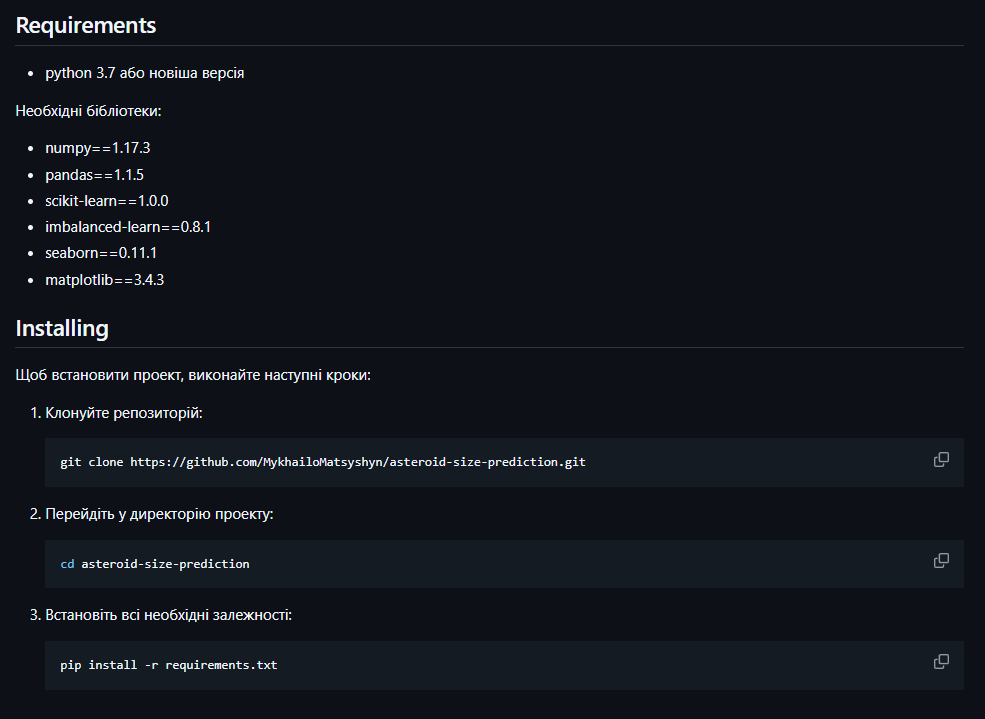 Requirements
• python 3.7 або новіша версія
Необхідні бібліотеки:
• numpy==1.17.3
• pandas==1.1.5
• scikit-learn==1.0.0
• imbalanced-learn==0.8.1
• seaborn==0.11.1
• matplotlib==3.4.3
Installing
Щоб встановити проект, виконайте наступні кроки:
1. Клонуйте репозиторій:
git clone https://github.com/MykhailoMatsyshyn/asteroid-size-prediction.git
2. Перейдіть у директорію проекту:
cd asteroid-size-prediction
3. Встановіть всі необхідні залежності:
pip install -r requirements.txt